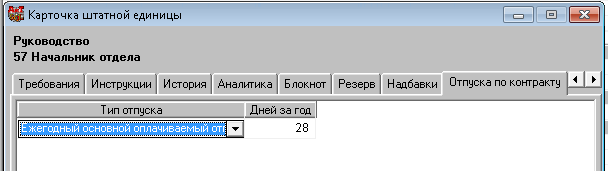 Карточка штатной единицы
Руководство
57 Начальник отдела
Требования Инструкции История Аналитика Блокнот Резерв Надбавки Отпуска по контракту
Тип отпуска Дней за год
Ежегодный основной оплачиваемый отп 28